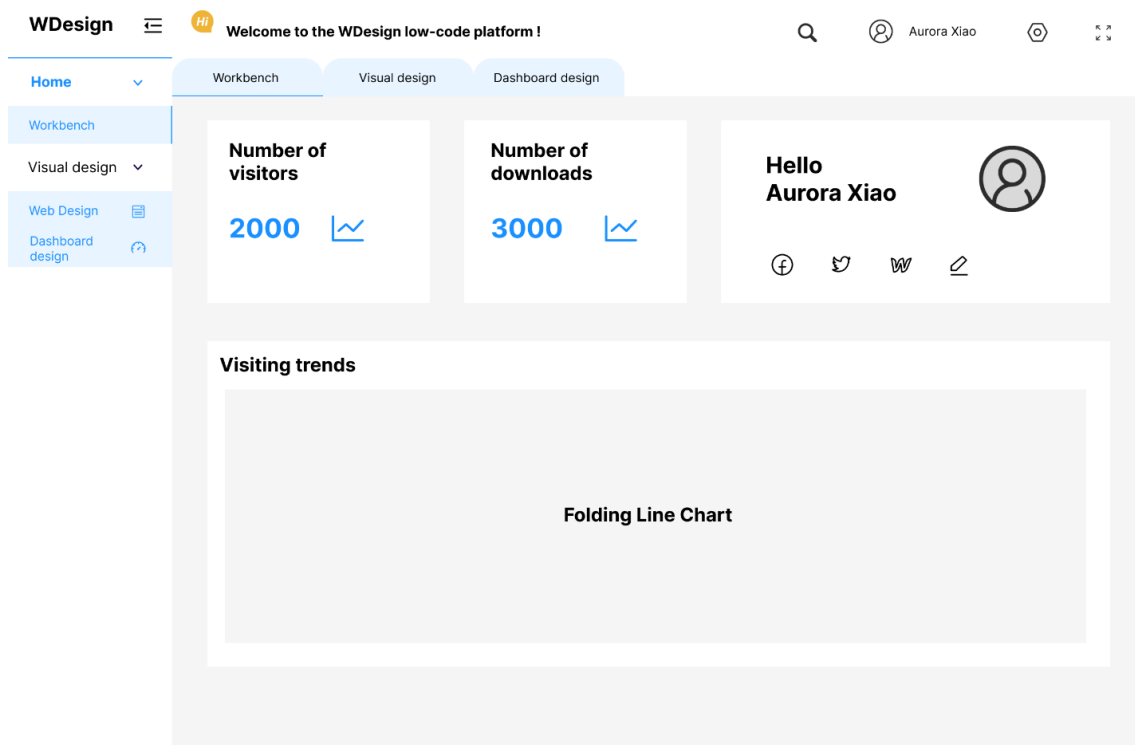 WDesign
Hi
Welcome to the WDesign low-code platform !
Aurora Xiao
Home
Workbench
Visual design
Web Design
Dashboard
design
Workbench
Visual design
Dashboard design
Number of
visitors
2000
Number of
downloads
3000
Hello
Aurora Xiao
Visiting trends
Folding Line Chart